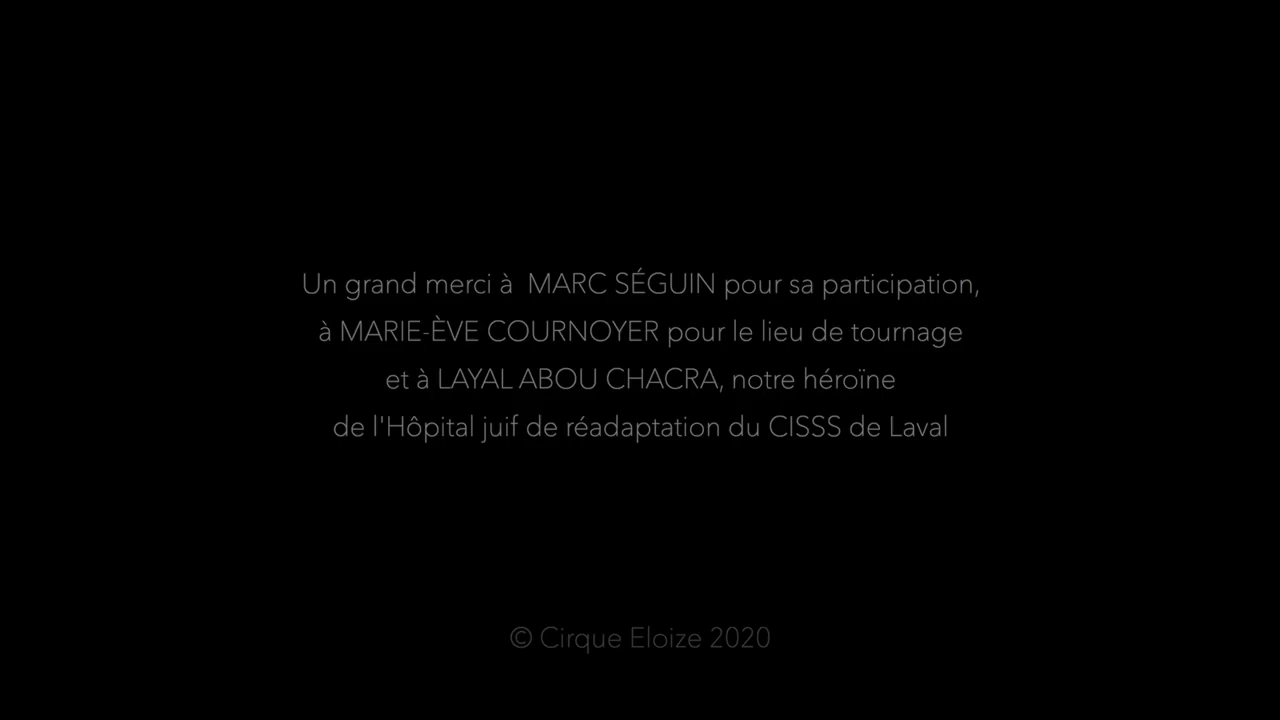 Un grand merci à  MARC SÉGUIN pour sa participation,
à MARIE-ÈVE COURNOYER pour le lieu de tournage
et à LAYAL ABOU CHACRA, notre héroïne
de l'Hôpital juif de réadaptation du CISSS de Laval
© Cirque Eloize 2020